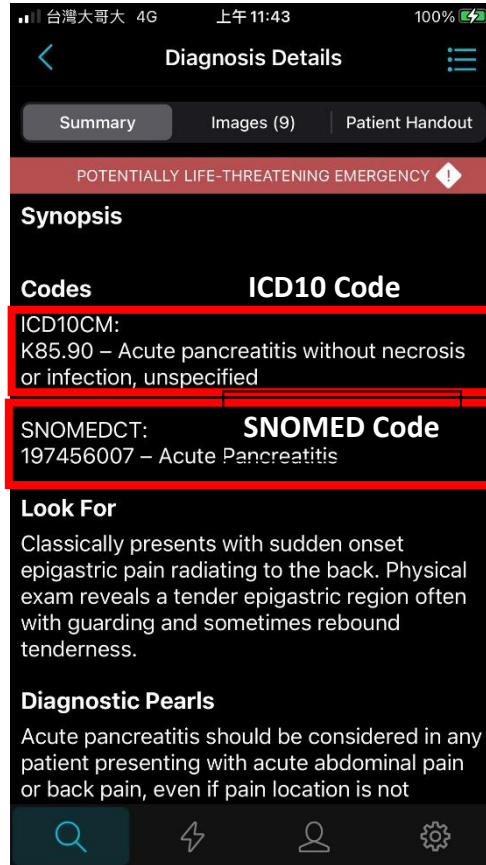 台灣大哥大 4G 上午11:43 100%
Diagnosis Details
Summary Images (9) Patient Handout
POTENTIALLY LIFE-THREATENING EMERGENCY !
Synopsis
Codes ICD10 Code
ICD10CM:
K85.90 – Acute pancreatitis without necrosis
or infection, unspecified
SNOMEDCT: SNOMED Code
197456007 – Acute Pancreatitis
Look For
Classically presents with sudden onset
epigastric pain radiating to the back. Physical
exam reveals a tender epigastric region often
with guarding and sometimes rebound
tenderness.
Diagnostic Pearls
Acute pancreatitis should be considered in any
patient presenting with acute abdominal pain
or back pain, even if pain location is not